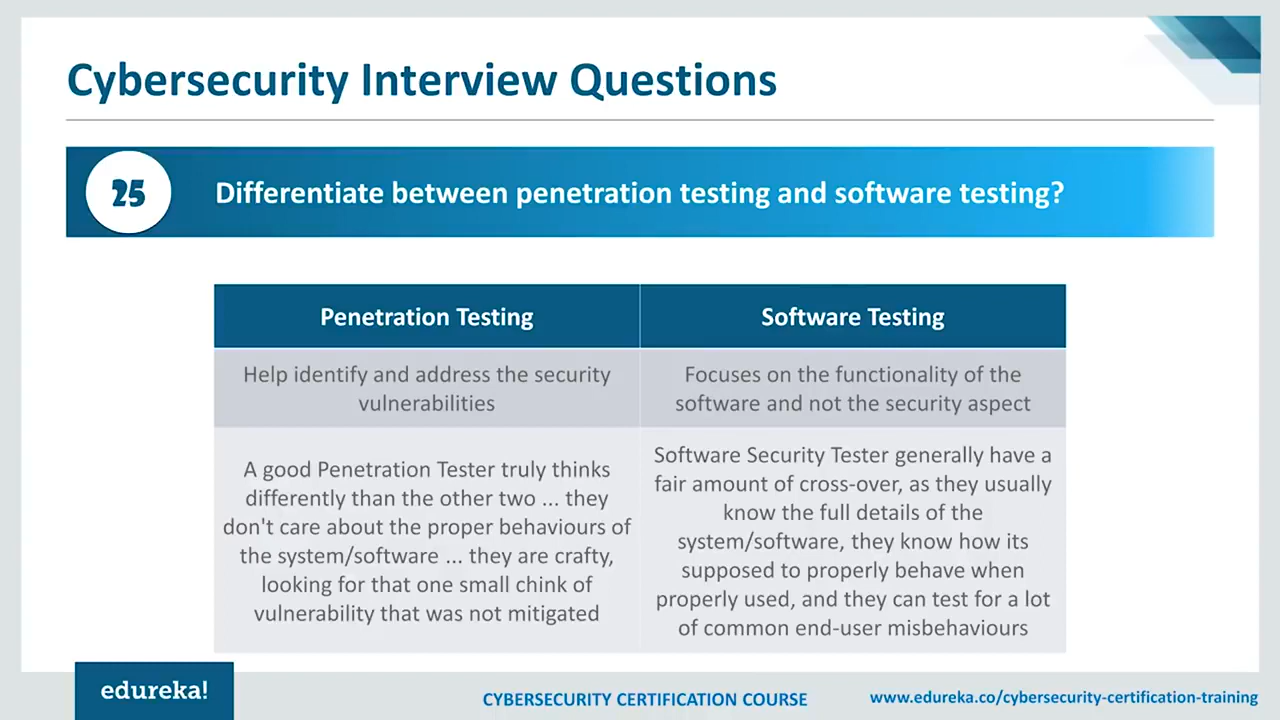 Cybersecurity Interview Questions
25
Differentiate between penetration testing and software testing?
Penetration Testing
Software Testing
Help identify and address the security
vulnerabilities
Focuses on the functionality of the
software and not the security aspect
A good Penetration Tester truly thinks
differently than the other two ... they
don't care about the proper behaviours of
the system/software ... they are crafty,
looking for that one small chink of
vulnerability that was not mitigated
Software Security Tester generally have a
fair amount of cross-over, as they usually
know the full details of the
system/software, they know how its
supposed to properly behave when
properly used, and they can test for a lot
of common end-user misbehaviours
edureka!
CYBERSECURITY CERTIFICATION COURSE
www.edureka.co/cybersecurity-certification-training